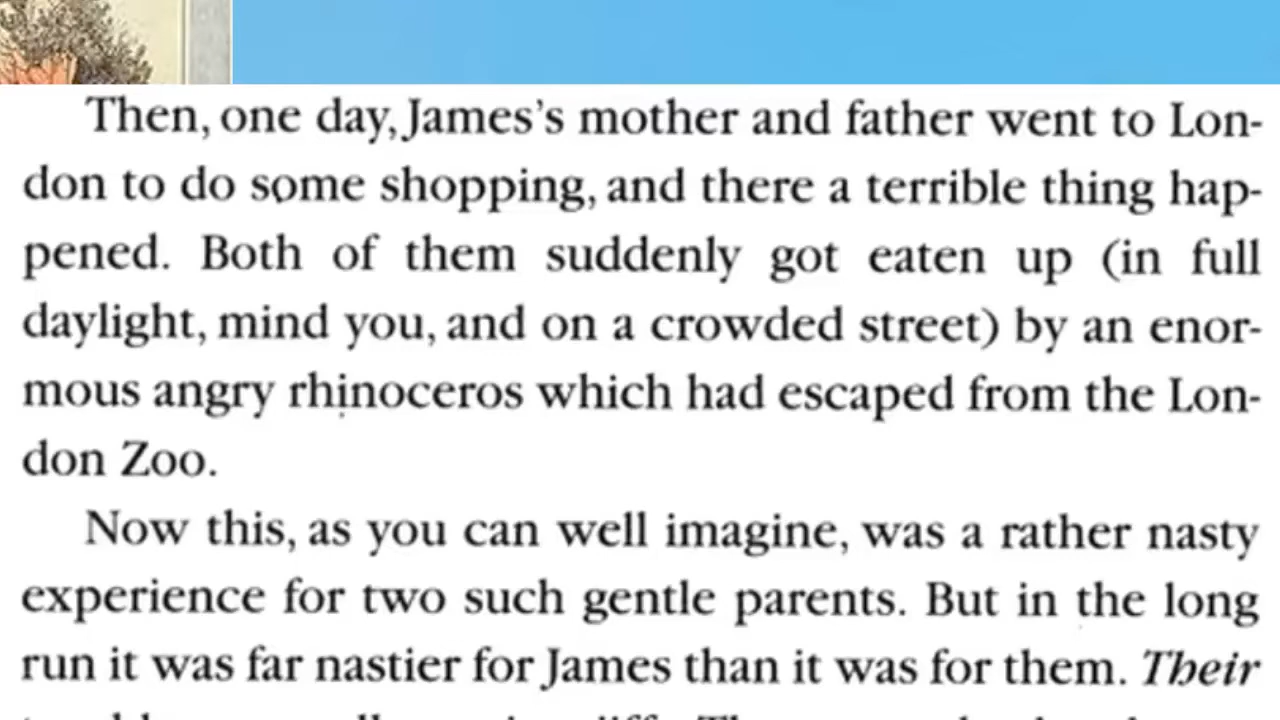 Then, one day, James’s mother and father went to Lon-
don to do some shopping, and there a terrible thing hap-
pened. Both of them suddenly got eaten up (in full
daylight, mind you, and on a crowded street) by an enor-
mous angry rhinoceros which had escaped from the Lon-
don Zoo.
Now this, as you can well imagine, was a rather nasty
experience for two such gentle parents. But in the long
run it was far nastier for James than it was for them. Their